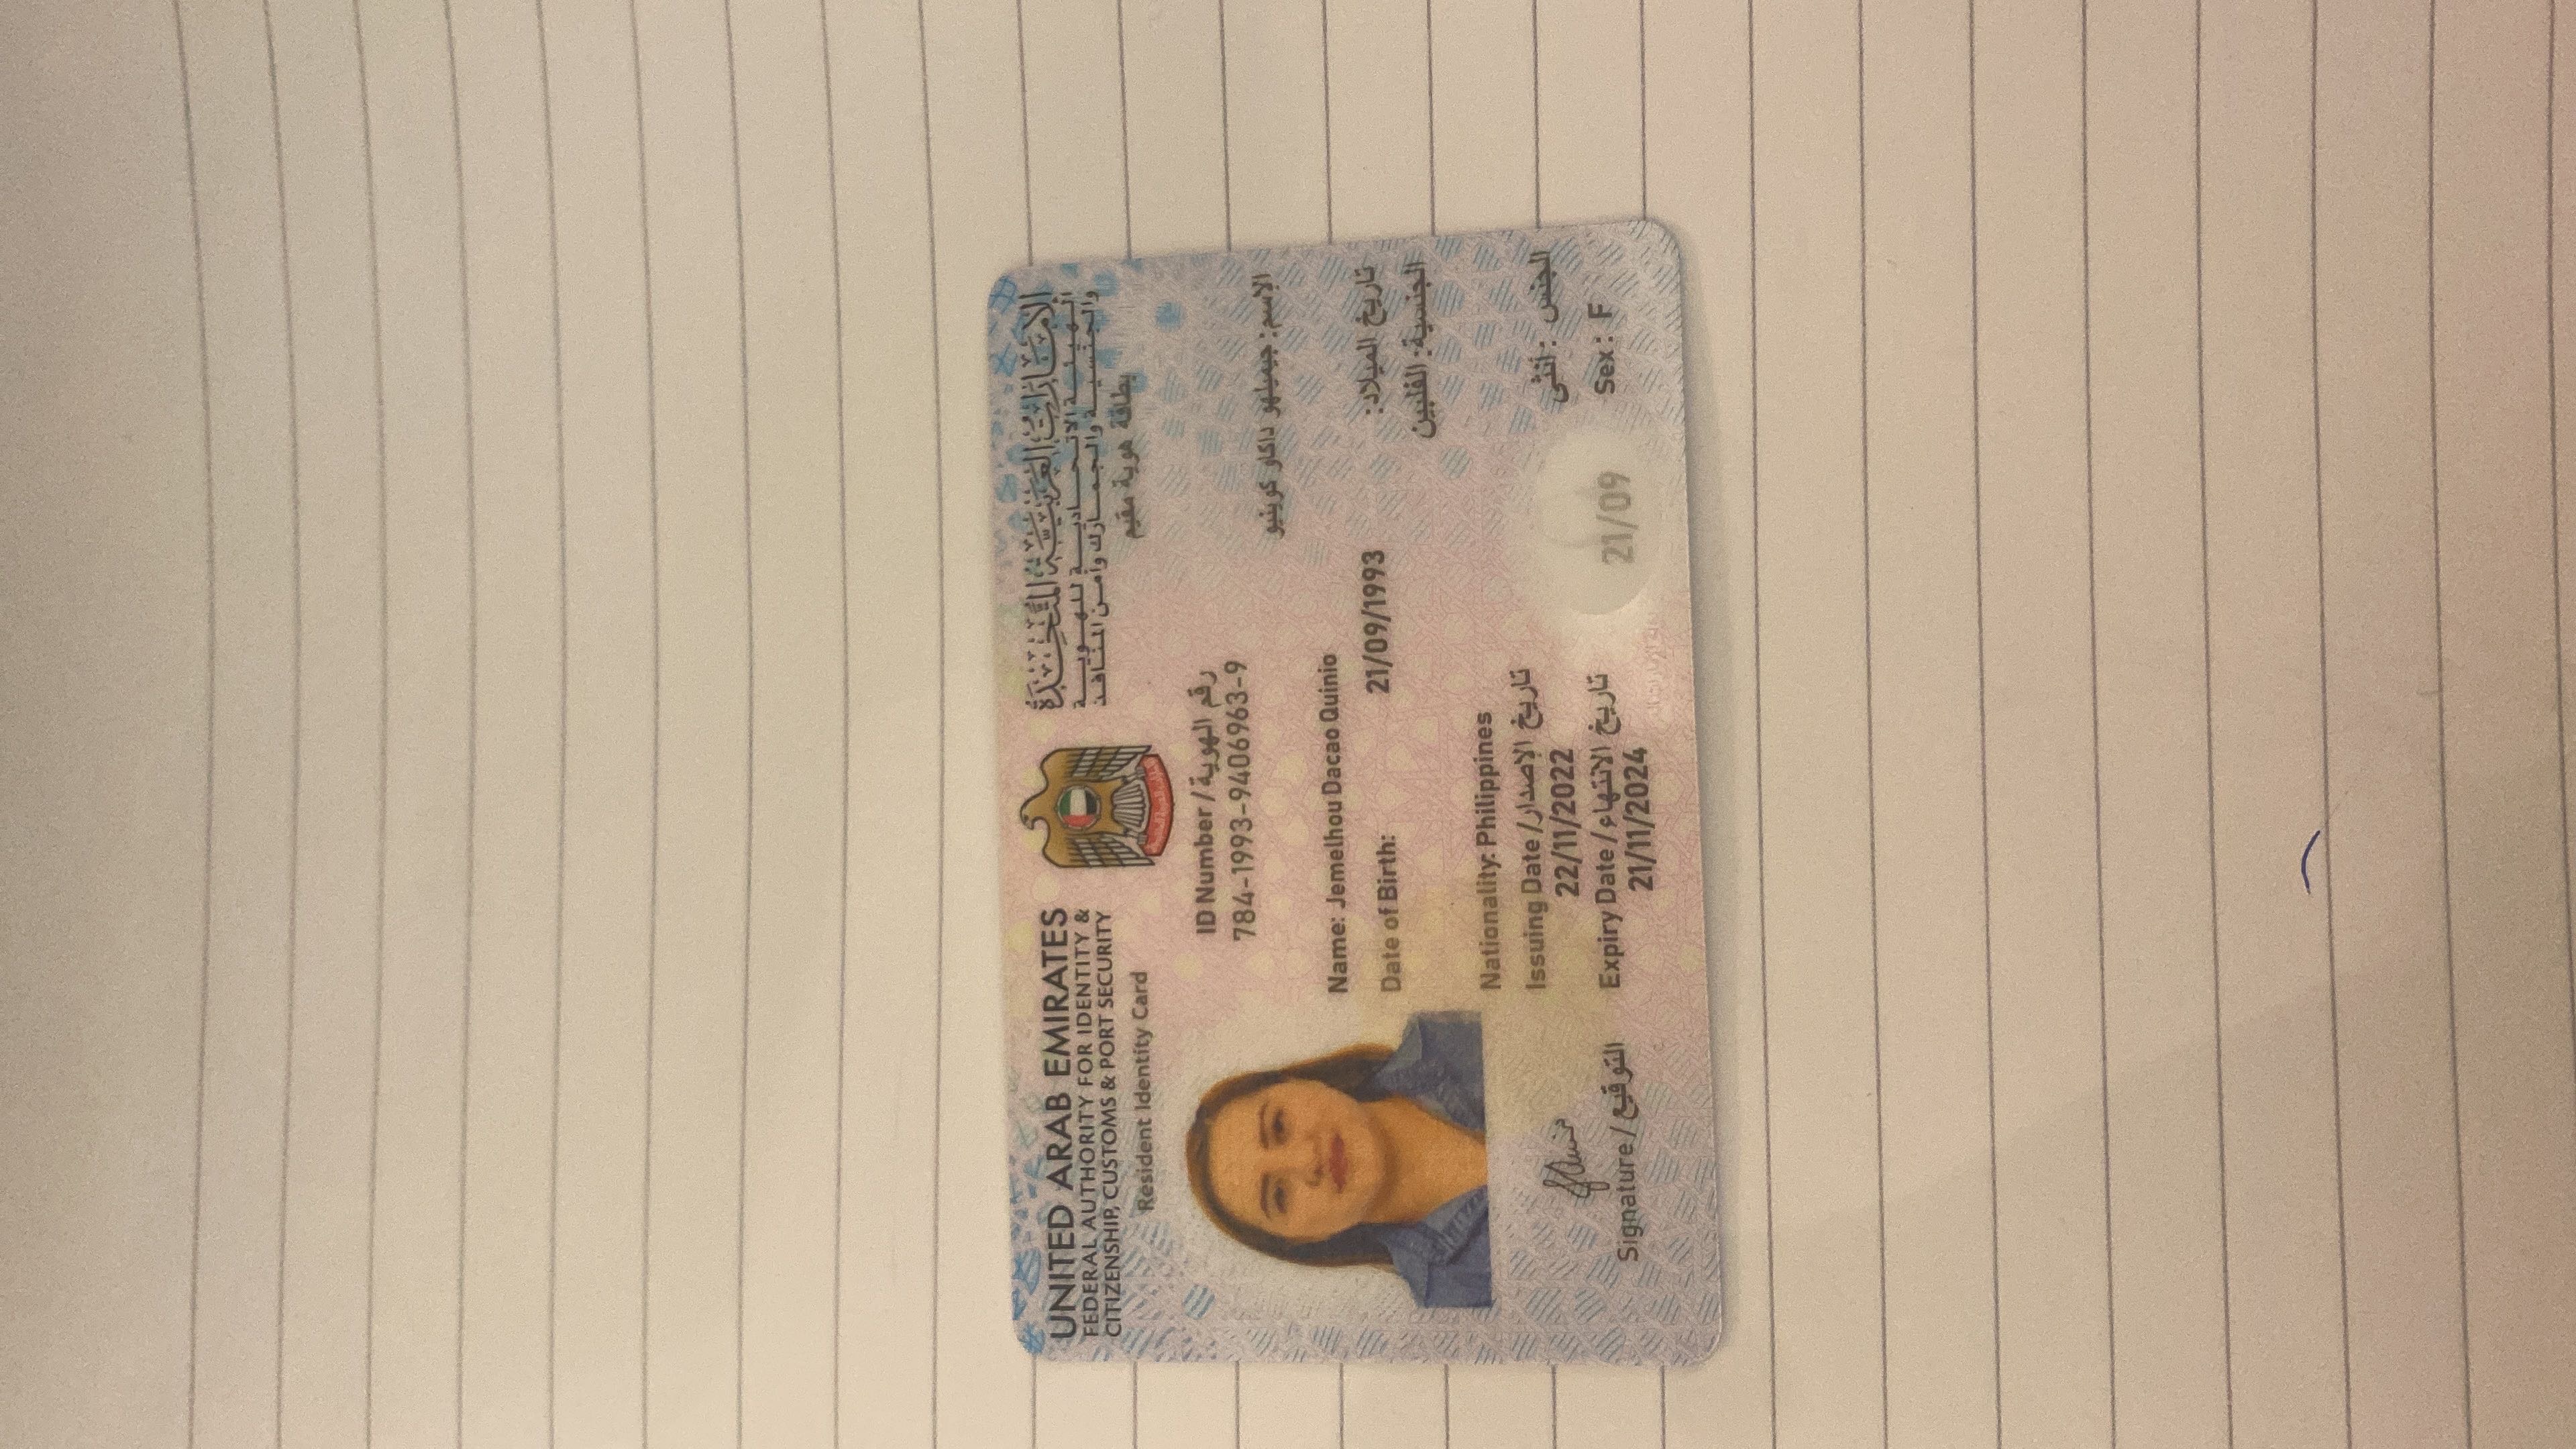 UNITED ARAB EMIRATES
FEDERAL AUTHORITY FOR IDENTITY &
CITIZENSHIP, CUSTOMS & PORT SECURITY
Resident Identity Card
الإمارات العربية المتحدة
الهيئة الاتحادية للهوية
والجنسية والجمارك وأمن المنافذ
بطاقة هوية مقيم
ID Number / رقم الهوية
784-1993-9406963-9
الإسم: جيميلهو داكاو كوينيو
Name: Jemelhou Dacao Quinio
Date of Birth: 21/09/1993 تاريخ الميلاد:
الجنسية: الفلبين
Nationality: Philippines
Issuing Date / تاريخ الإصدار
22/11/2022
Expiry Date / تاريخ الانتهاء
21/11/2024
الجنس : أنثى
Sex: F
21/09
Signature / التوقيع